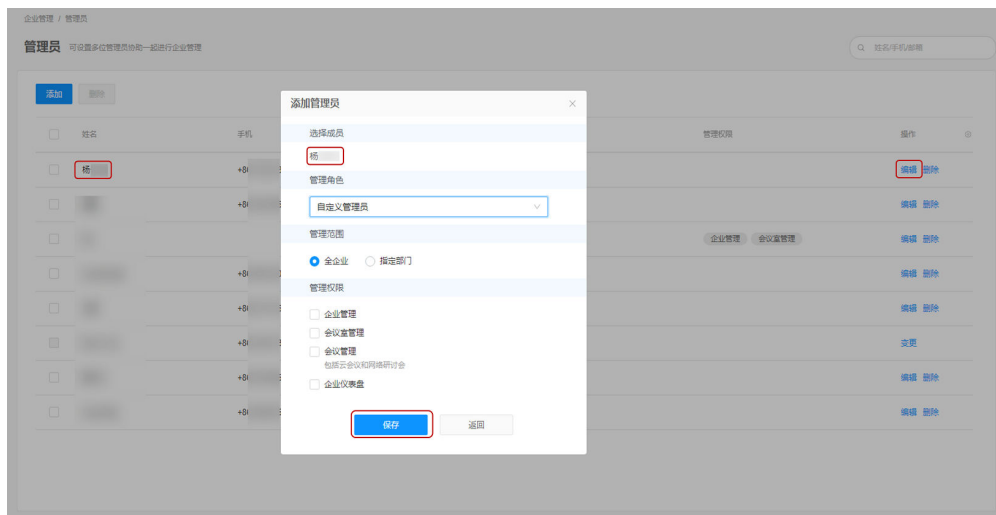 企业管理 / 管理员
管理员 可设置多位管理员协助一起进行企业管理
姓名/手机/邮箱
添加 删除
添加管理员
姓名 手机 选择成员 管理权限 操作
杨 +8 杨 编辑 删除
管理角色
+8 自定义管理员 编辑 删除
管理范围
企业管理 会议室管理 编辑 删除
全企业 指定部门
+8 编辑 删除
管理权限
+8 企业管理 编辑 删除
会议室管理
+8 会议管理 变更
包括云会议和网络研讨会
+8 企业仪表盘 编辑 删除
+8 编辑 删除
保存 返回